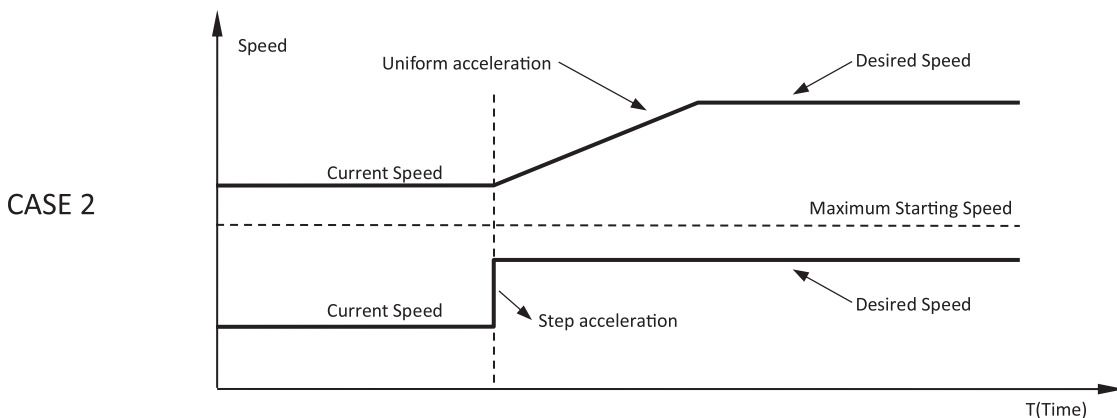 Speed
Uniform acceleration
Desired Speed
Current Speed
CASE 2
Maximum Starting Speed
Current Speed
Step acceleration
Desired Speed
T(Time)